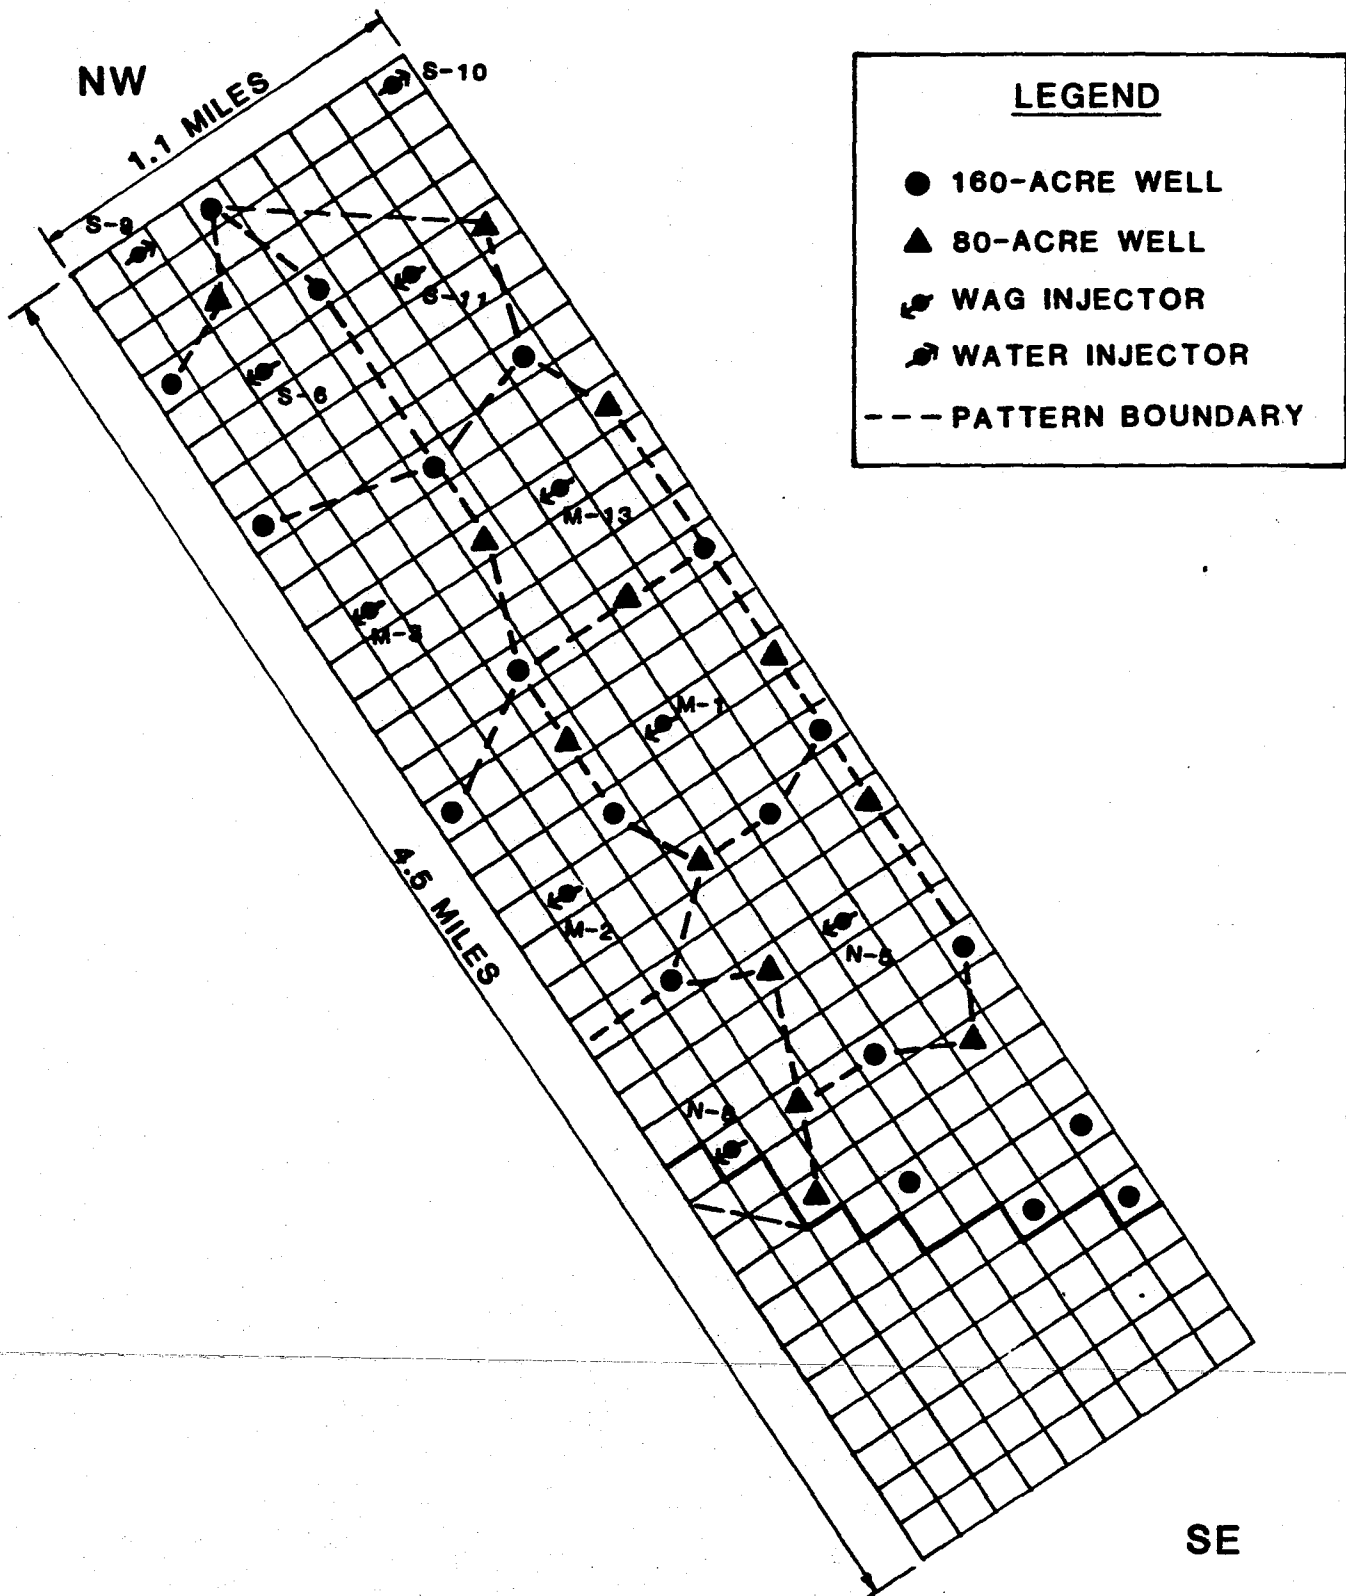 NW
1.1 MILES
S-10
S-9
S-11
S-6
M-13
M-3
M-1
M-2
N-5
4.5 MILES
SE
LEGEND
160-ACRE WELL
80-ACRE WELL
WAG INJECTOR
WATER INJECTOR
PATTERN BOUNDARY